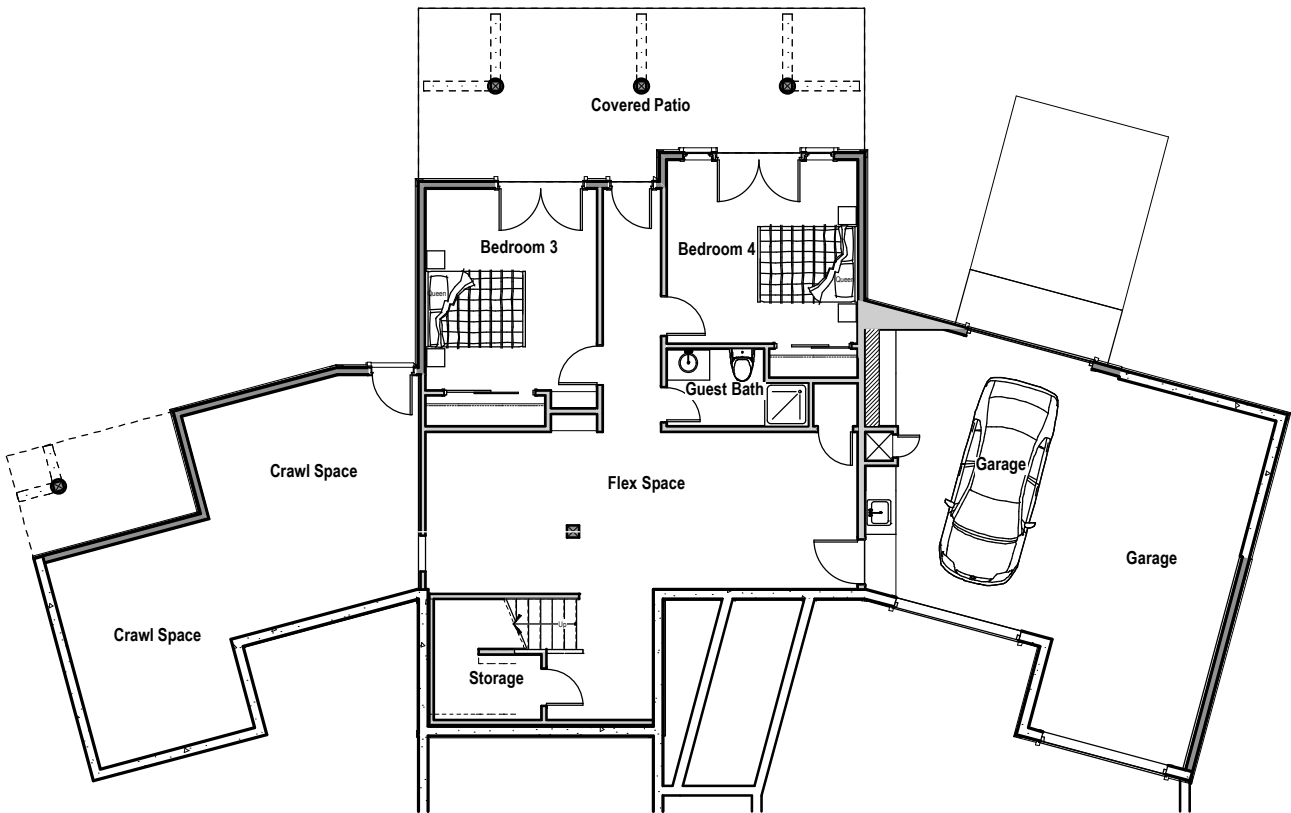 Covered Patio
Bedroom 3
Bedroom 4
Queen
Queen
Guest Bath
Crawl Space
Flex Space
Garage
Garage
Up
Crawl Space
Storage